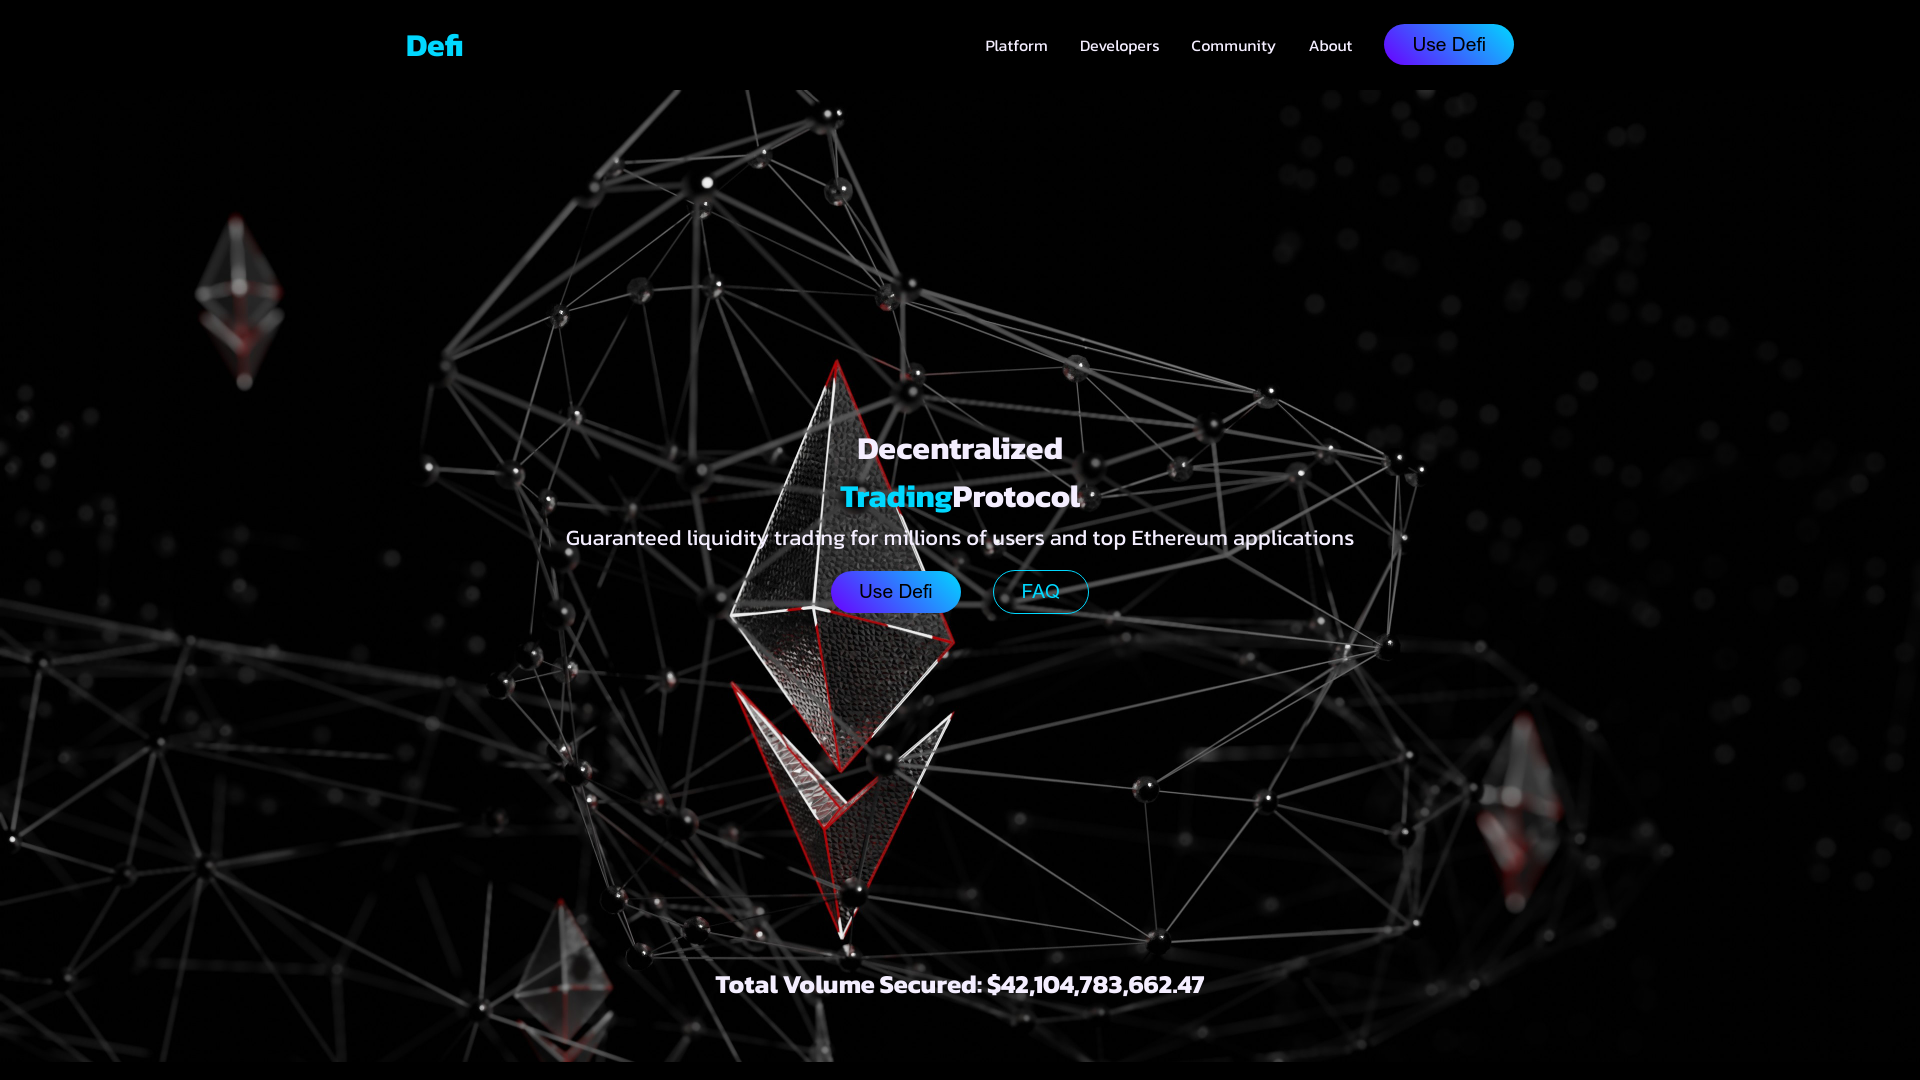 Defi
Platform
Developers
Community
About
Use Defi
Decentralized
TradingProtocol
Guaranteed liquidity trading for millions of users and top Ethereum applications
Use Defi
FAQ
Total Volume Secured: $42,104,783,662.47